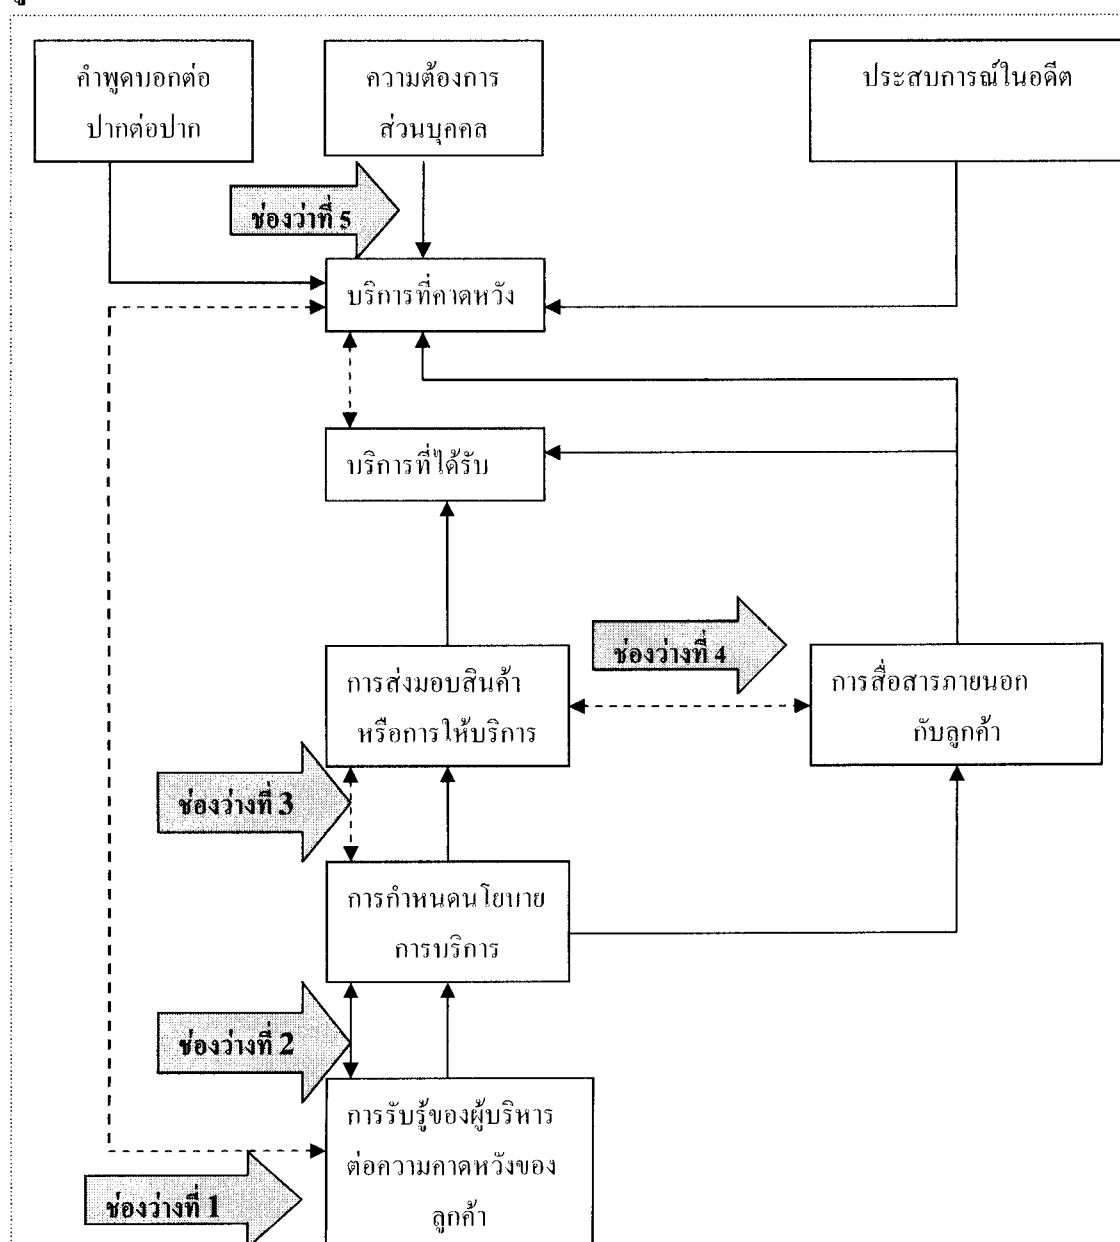 คำพูดบอกต่อ
ปากต่อปาก
ความต้องการ
ส่วนบุคคล
ประสบการณ์ในอดีต
ช่องว่าที่ 5
บริการที่คาดหวัง
บริการที่ได้รับ
ช่องว่างที่ 4
การส่งมอบสินค้า
หรือการให้บริการ
การสื่อสารภายนอก
กับลูกค้า
ช่องว่างที่ 3
การกำหนดนโยบาย
การบริการ
ช่องว่างที่ 2
การรับรู้ของผู้บริหาร
ต่อความคาดหวังของ
ลูกค้า
ช่องว่างที่ 1